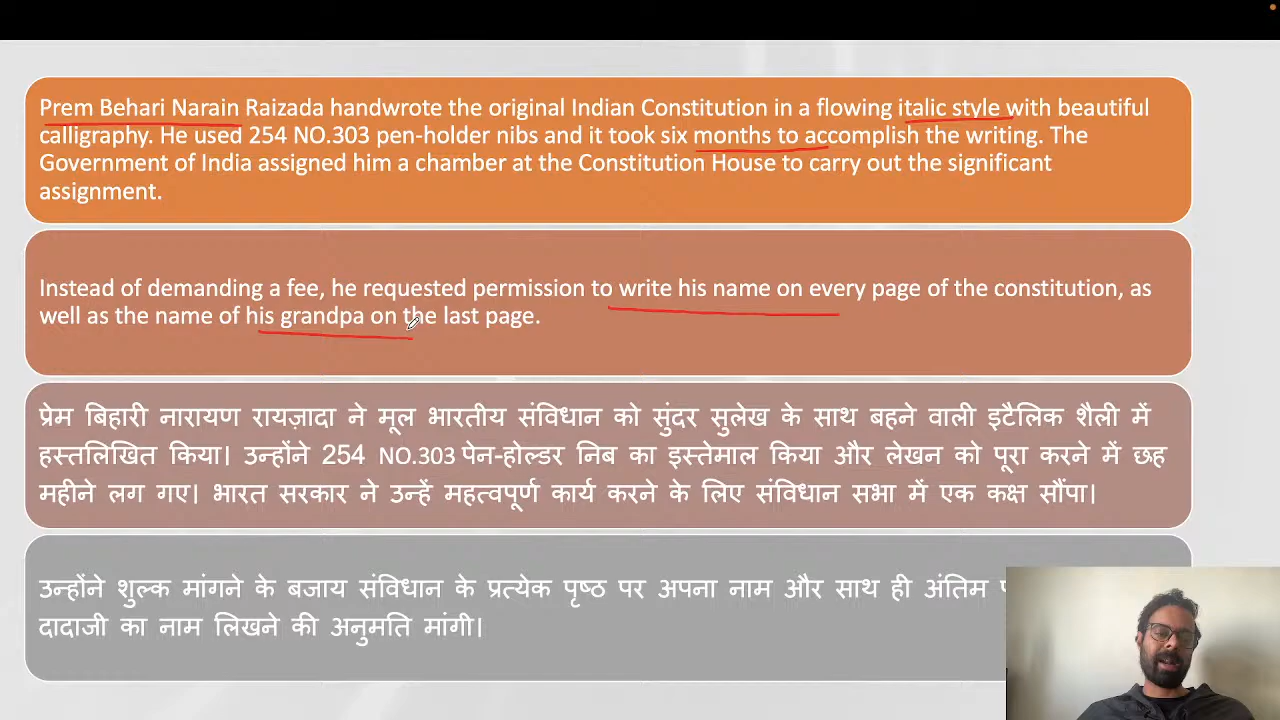 Prem Behari Narain Raizada handwrote the original Indian Constitution in a flowing italic style with beautiful
calligraphy. He used 254 NO.303 pen-holder nibs and it took six months to accomplish the writing. The
Government of India assigned him a chamber at the Constitution House to carry out the significant
assignment.
Instead of demanding a fee, he requested permission to write his name on every page of the constitution, as
well as the name of his grandpa on the last page.
प्रेम बिहारी नारायण रायज़ादा ने मूल भारतीय संविधान को सुंदर सुलेख के साथ बहने वाली इटैलिक शैली में
हस्तलिखित किया। उन्होंने 254 NO.303 पेन-होल्डर निब का इस्तेमाल किया और लेखन को पूरा करने में छह
महीने लग गए। भारत सरकार ने उन्हें महत्वपूर्ण कार्य करने के लिए संविधान सभा में एक कक्ष सौंपा।
उन्होंने शुल्क मांगने के बजाय संविधान के प्रत्येक पृष्ठ पर अपना नाम और साथ ही अंतिम
दादाजी का नाम लिखने की अनुमति मांगी।